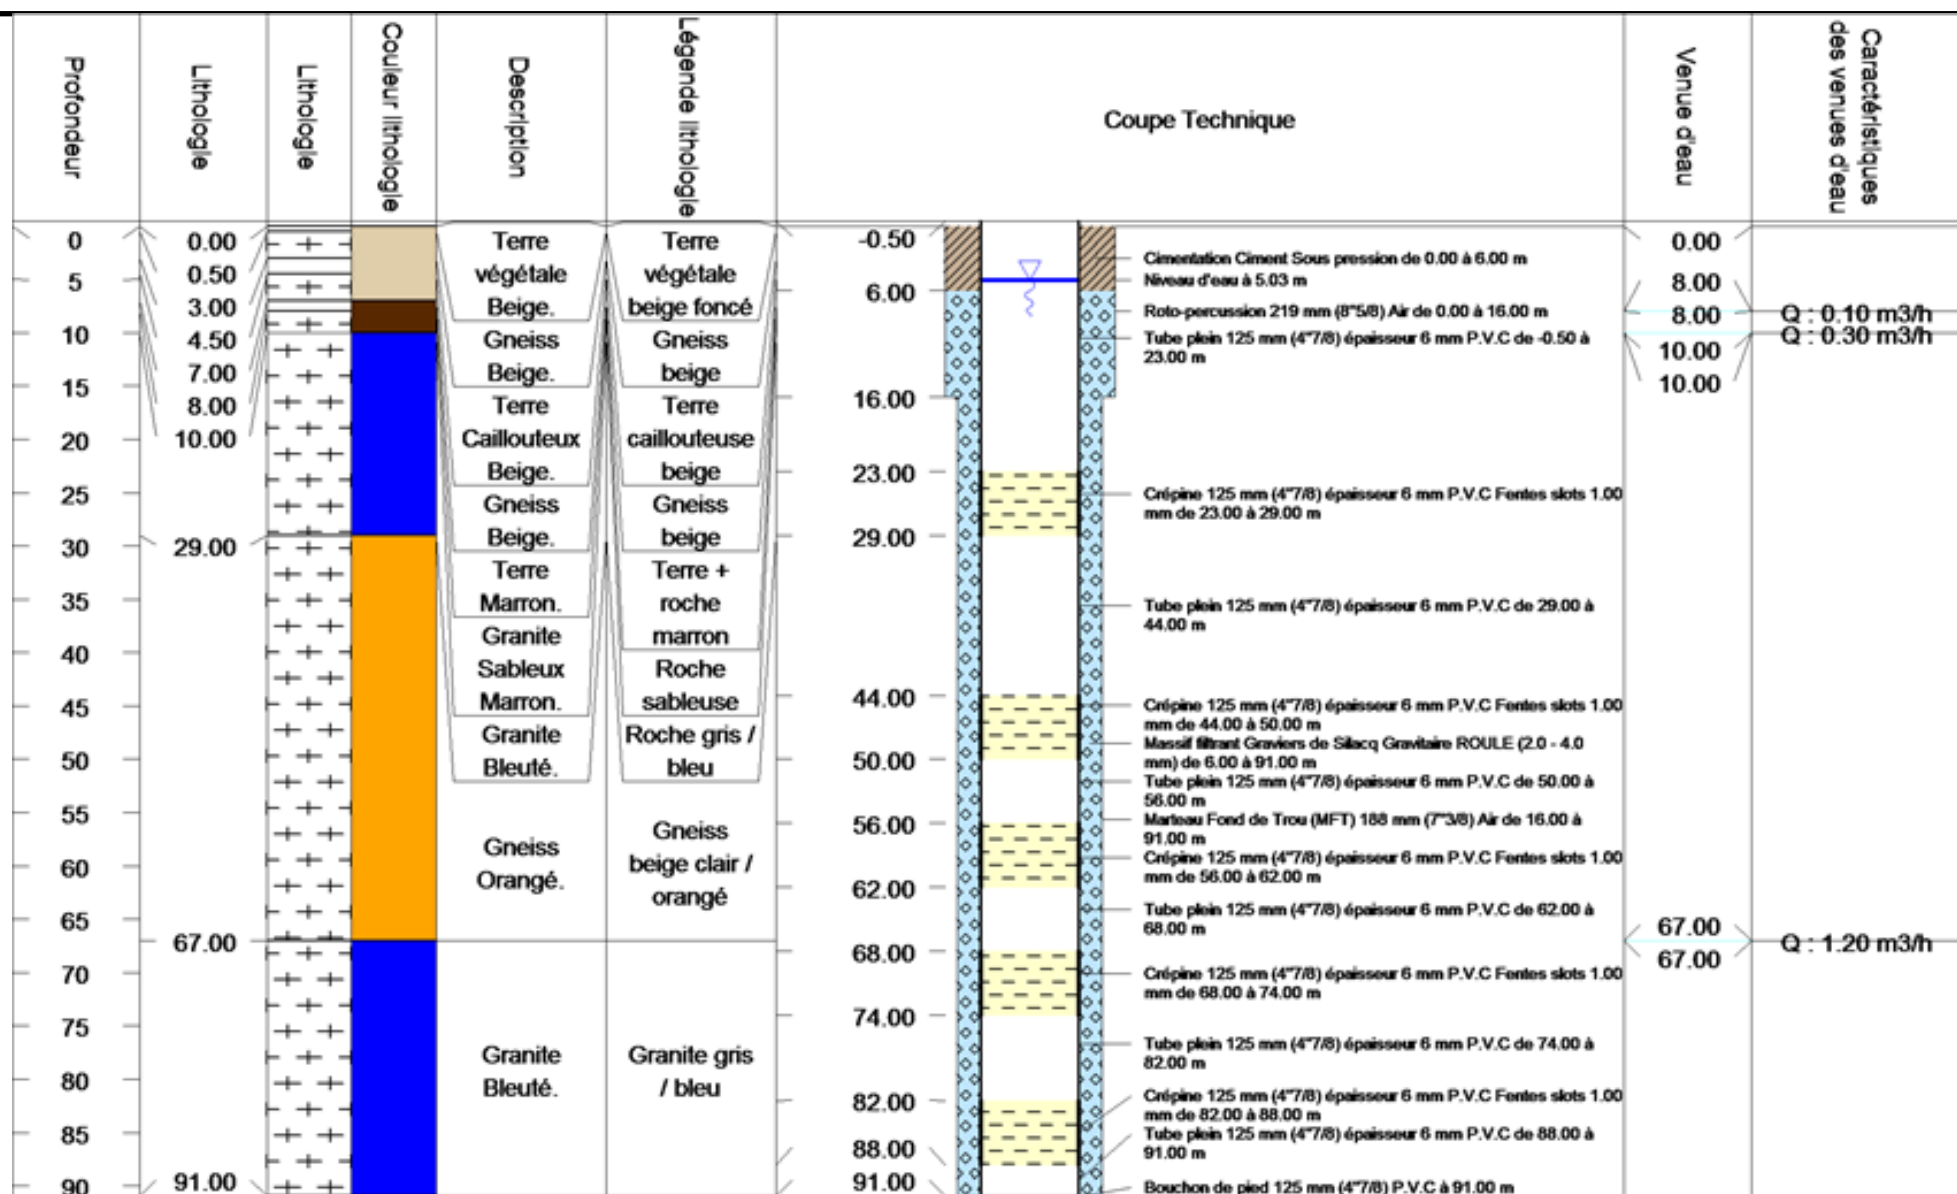 Profondeur
Lithologie
Lithologie
Couleur lithologie
Description
Légende lithologie
Coupe Technique
Venue d'eau
Caractéristiques
des venues d'eau
0
5
10
15
20
25
30
35
40
45
50
55
60
65
70
75
80
85
90
0.00
0.50
3.00
4.50
7.00
8.00
10.00
29.00
67.00
91.00
Terre
végétale
Beige.
Gneiss
Beige.
Terre
Caillouteux
Beige.
Gneiss
Beige.
Terre
Marron.
Granite
Sableux
Marron.
Granite
Bleuté.
Gneiss
Orangé.
Granite
Bleuté.
Terre
végétale
beige foncé
Gneiss
beige
Terre
caillouteuse
beige
Gneiss
beige
Terre +
roche
marron
Roche
sableuse
Roche gris /
bleu
Gneiss
beige clair /
orangé
Granite gris
/ bleu
-0.50
6.00
16.00
23.00
29.00
44.00
50.00
56.00
62.00
68.00
74.00
82.00
88.00
91.00
Cimentation Ciment Sous pression de 0.00 à 6.00 m
Niveau d'eau à 5.03 m
Roto-percussion 219 mm (8"5/8) Air de 0.00 à 16.00 m
Tube plein 125 mm (4"7/8) épaisseur 6 mm P.V.C de -0.50 à
23.00 m
Crépine 125 mm (4"7/8) épaisseur 6 mm P.V.C Fentes slots 1.00
mm de 23.00 à 29.00 m
Tube plein 125 mm (4"7/8) épaisseur 6 mm P.V.C de 29.00 à
44.00 m
Crépine 125 mm (4"7/8) épaisseur 6 mm P.V.C Fentes slots 1.00
mm de 44.00 à 50.00 m
Massif filtrant Graviers de Silacq Gravitaire ROULE (2.0 - 4.0
mm) de 6.00 à 91.00 m
Tube plein 125 mm (4"7/8) épaisseur 6 mm P.V.C de 50.00 à
56.00 m
Marteau Fond de Trou (MFT) 188 mm (7"3/8) Air de 16.00 à
91.00 m
Crépine 125 mm (4"7/8) épaisseur 6 mm P.V.C Fentes slots 1.00
mm de 56.00 à 62.00 m
Tube plein 125 mm (4"7/8) épaisseur 6 mm P.V.C de 62.00 à
68.00 m
Crépine 125 mm (4"7/8) épaisseur 6 mm P.V.C Fentes slots 1.00
mm de 68.00 à 74.00 m
Tube plein 125 mm (4"7/8) épaisseur 6 mm P.V.C de 74.00 à
82.00 m
Crépine 125 mm (4"7/8) épaisseur 6 mm P.V.C Fentes slots 1.00
mm de 82.00 à 88.00 m
Tube plein 125 mm (4"7/8) épaisseur 6 mm P.V.C de 88.00 à
91.00 m
Bouchon de pied 125 mm (4"7/8) P.V.C à 91.00 m
0.00
8.00
8.00
10.00
10.00
67.00
67.00
Q : 0.10 m3/h
Q : 0.30 m3/h
Q : 1.20 m3/h